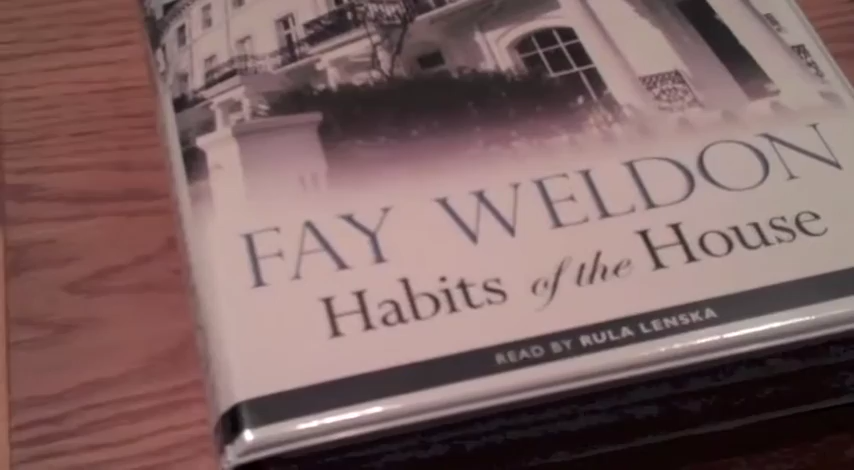 FAY WELDON
Habits of the House
READ BY RULA LENSKA